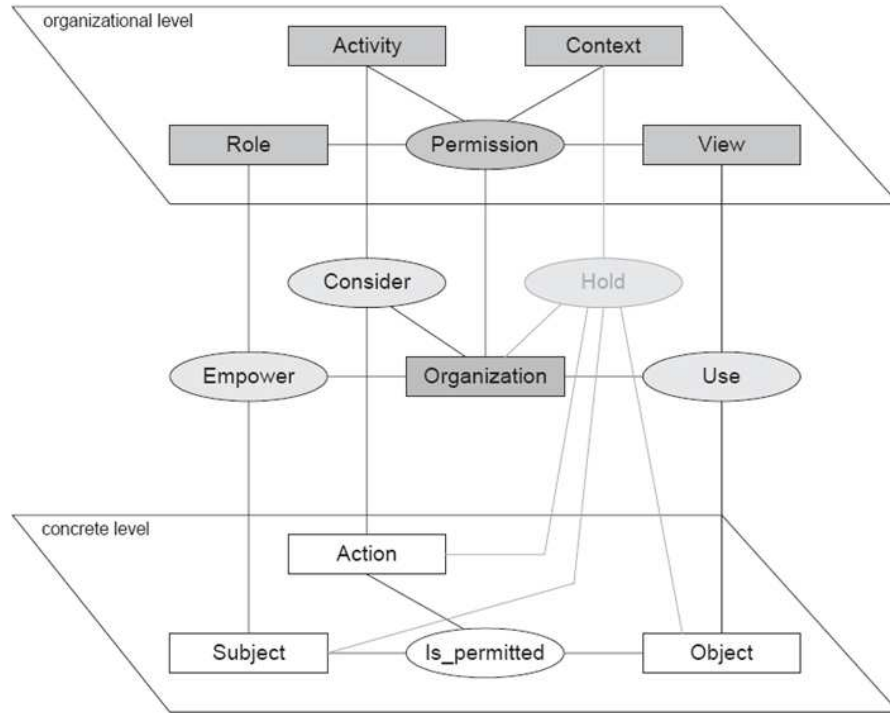 organizational level
Activity
Context
Role
Permission
View
Consider
Hold
Empower
Organization
Use
concrete level
Action
Subject
Is_permitted
Object